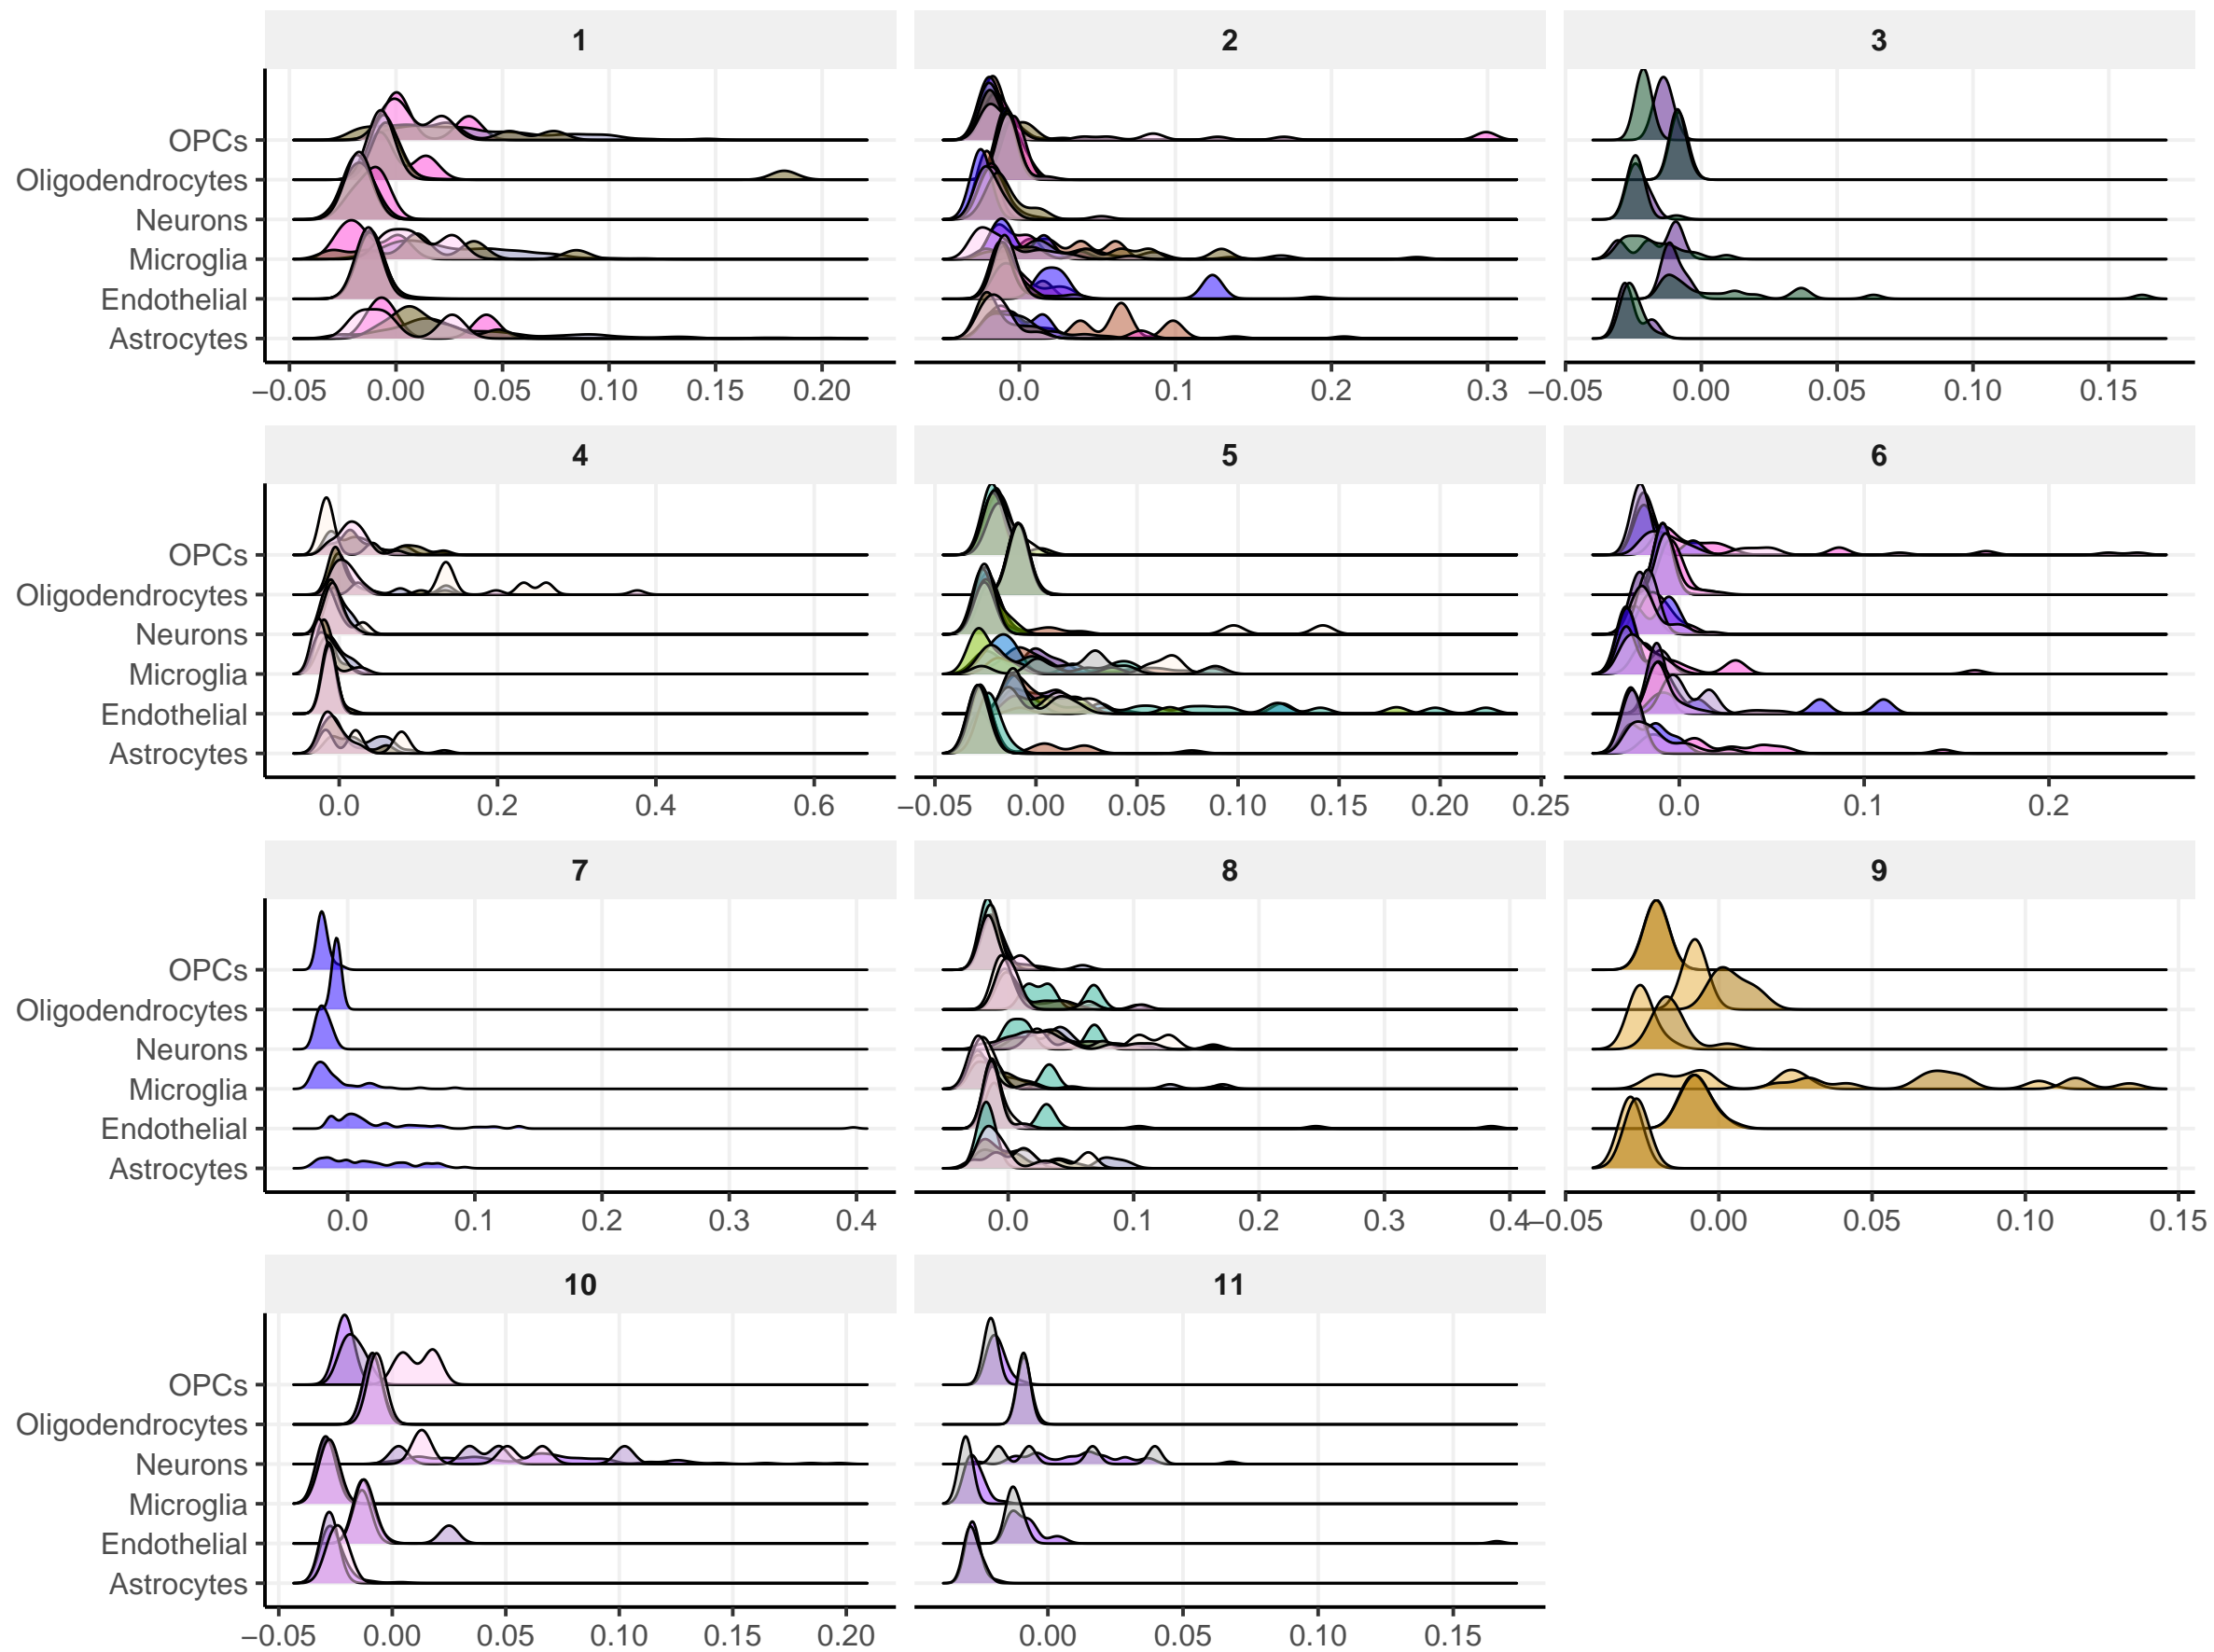 1 2 3
OPCs
Oligodendrocytes
Neurons
Microglia
Endothelial
Astrocytes
−0.05 0.00 0.05 0.10 0.15 0.20 0.0 0.1 0.2 0.3 −0.05 0.00 0.05 0.10 0.15
4 5 6
OPCs
Oligodendrocytes
Neurons
Microglia
Endothelial
Astrocytes
0.0 0.2 0.4 0.6 −0.05 0.00 0.05 0.10 0.15 0.20 0.25 0.0 0.1 0.2
7 8 9
OPCs
Oligodendrocytes
Neurons
Microglia
Endothelial
Astrocytes
0.0 0.1 0.2 0.3 0.4 0.0 0.1 0.2 0.3 0.4 −0.05 0.00 0.05 0.10 0.15
10 11
OPCs
Oligodendrocytes
Neurons
Microglia
Endothelial
Astrocytes
−0.05 0.00 0.05 0.10 0.15 0.20 0.00 0.05 0.10 0.15